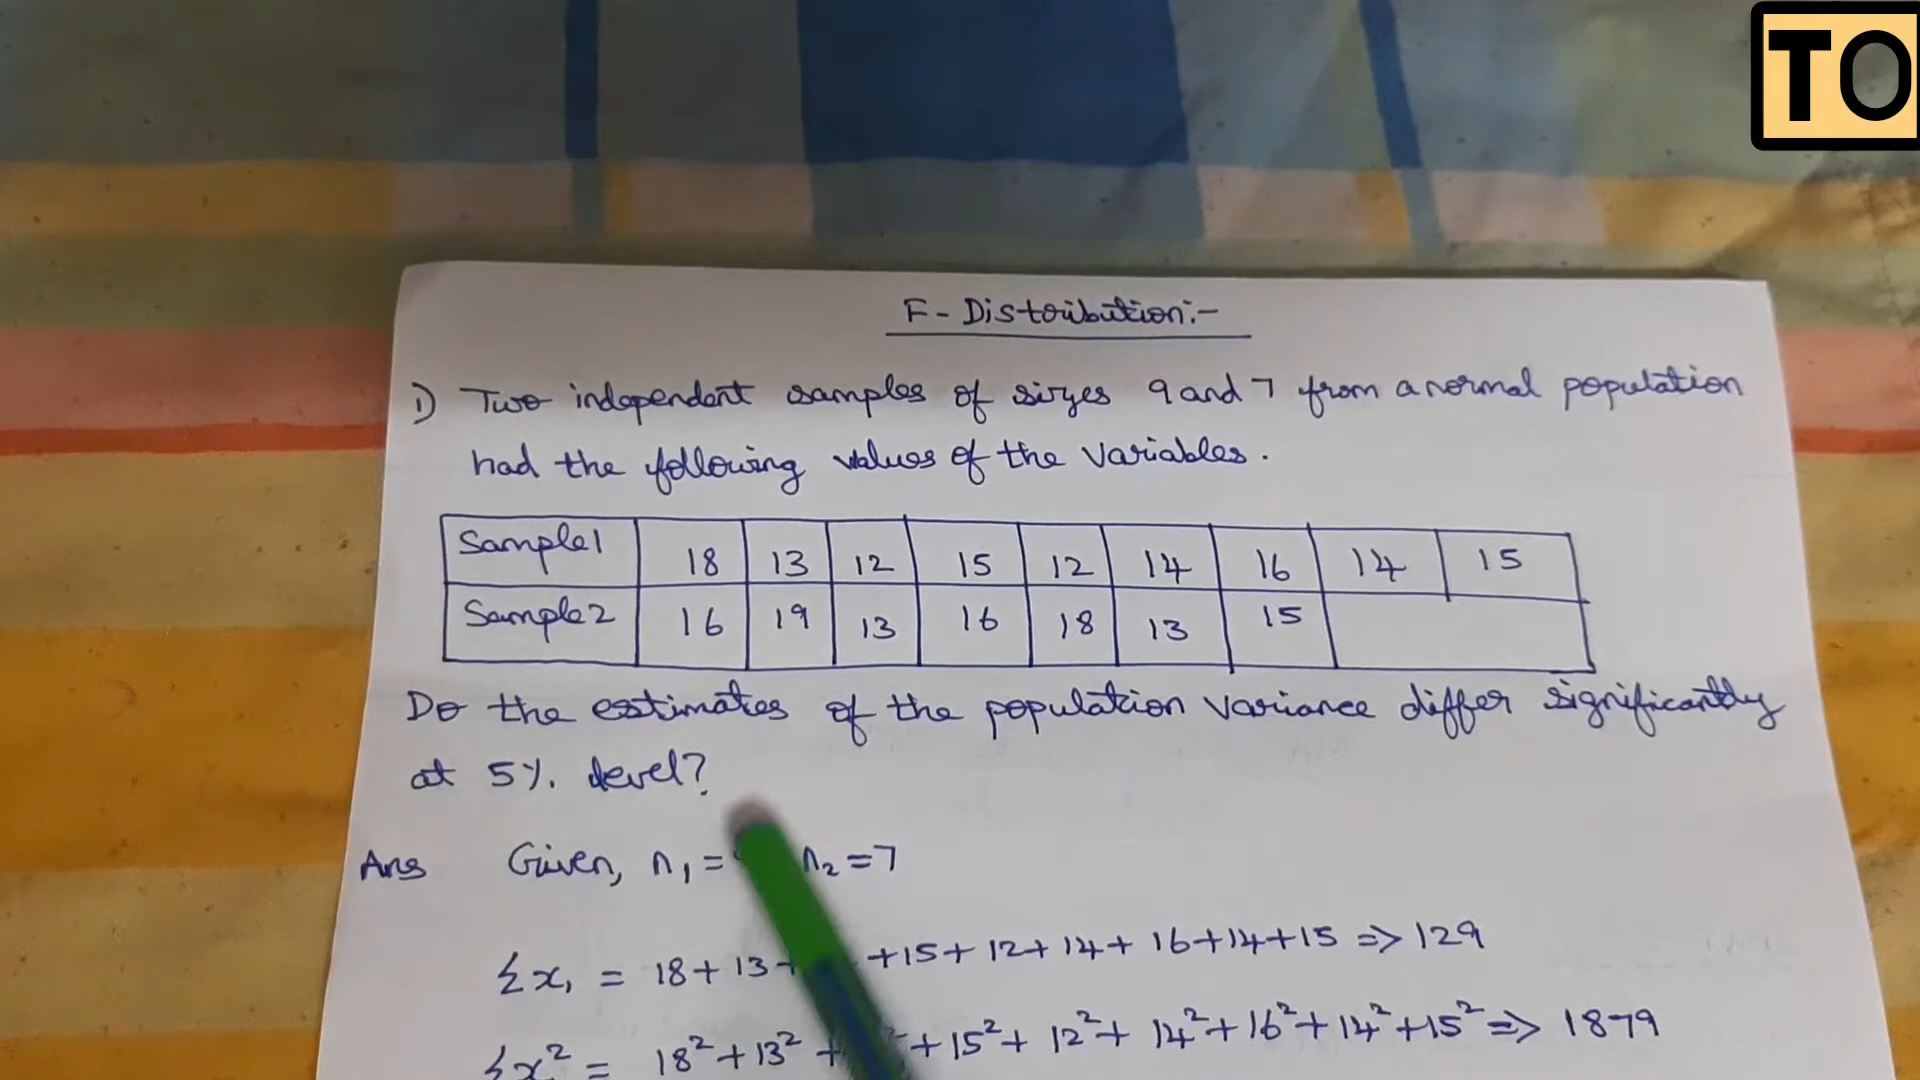 TO
F - Distribution:-
1) Two independent samples of sizes 9 and 7 from a normal population
had the following values of the variables.
Sample1 18 13 12 15 12 14 16 14 15
Sample2 16 19 13 16 18 13 15
Do the estimates of the population variance differ significantly
at 5%. level?
Ans Given, n₁ = n₂ = 7
Σx₁ = 18 + 13 + + 15 + 12 + 14 + 16 + 14 + 15 => 129
Σx² = 18² + 13² + ² + 15² + 12² + 14² + 16² + 14² + 15² => 1879